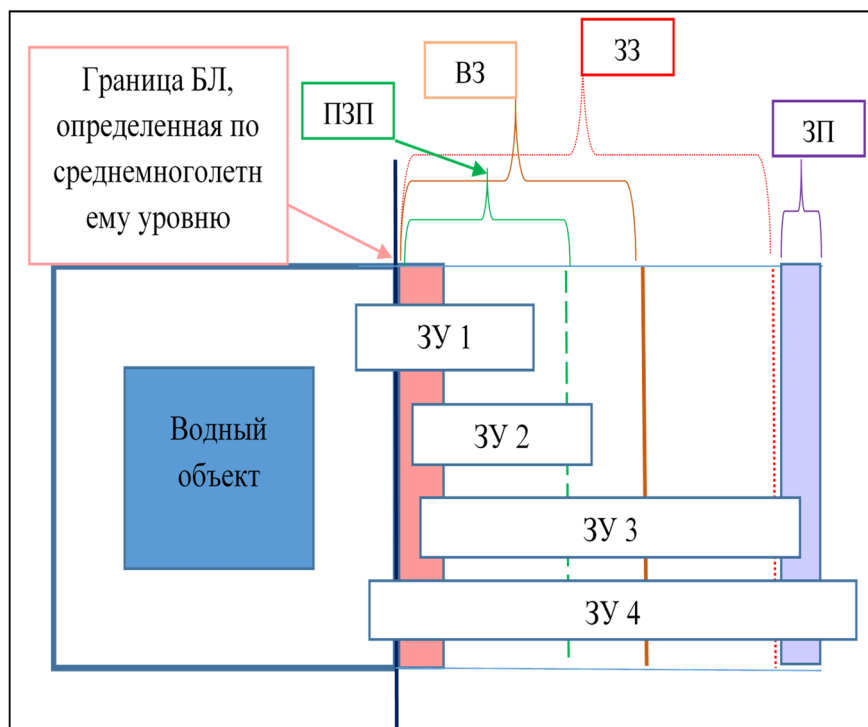 Граница БЛ,
определенная по
среднемноголетн
ему уровню
ПЗП
ВЗ
ЗЗ
ЗП
ЗУ 1
ЗУ 2
Водный
объект
ЗУ 3
ЗУ 4